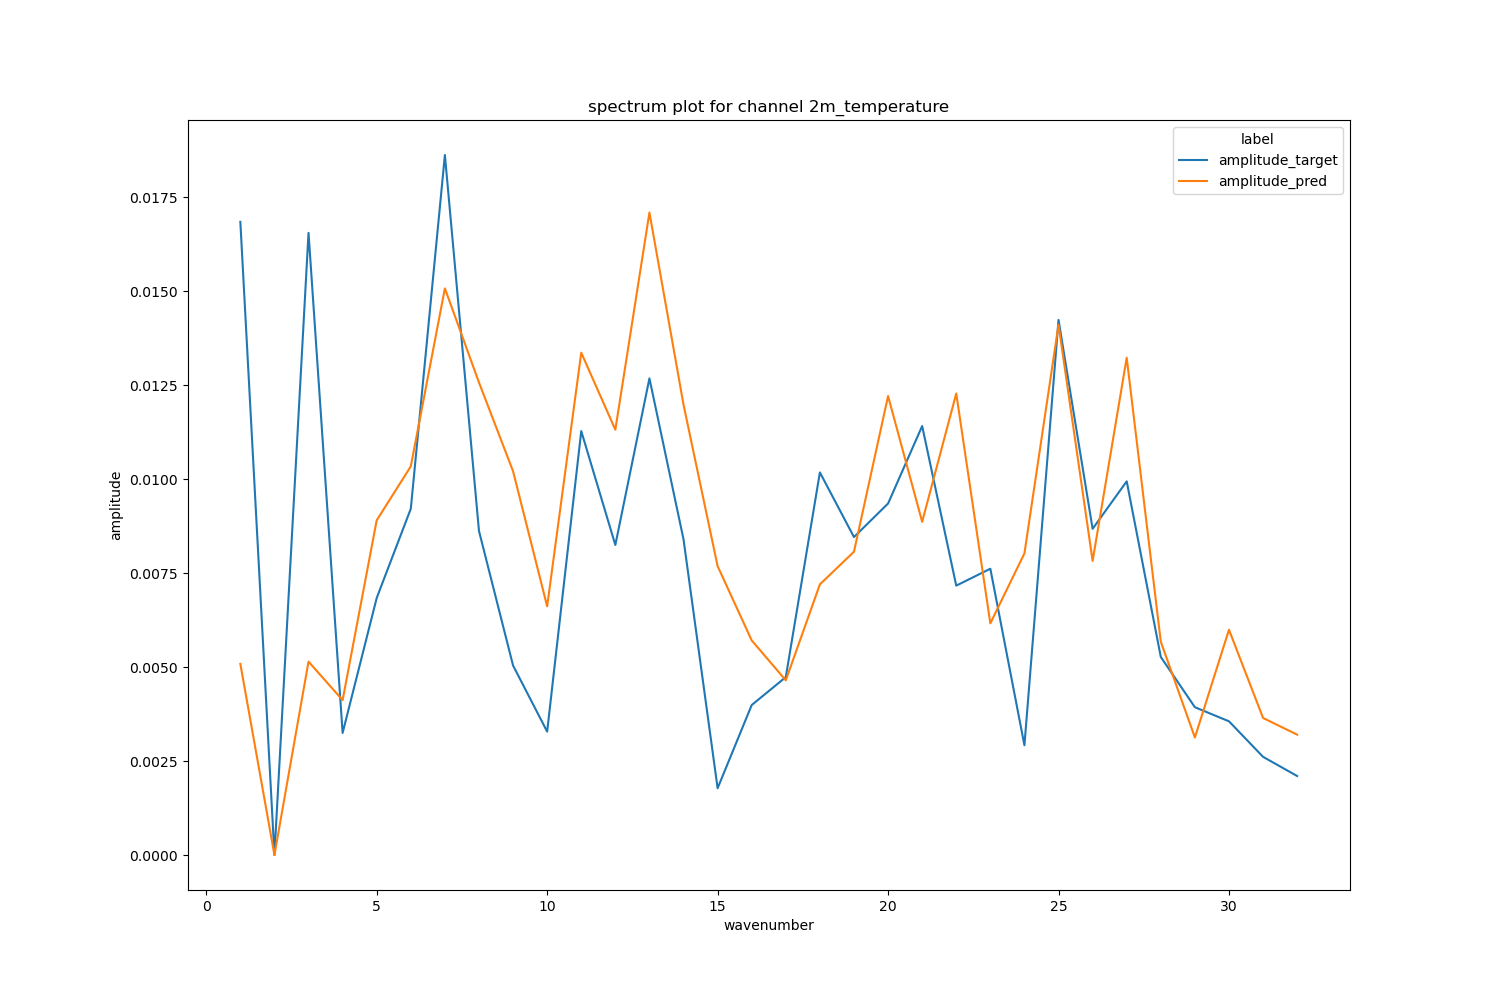 spectrum plot for channel 2m_temperature
label
amplitude_target
amplitude_pred
amplitude
0.0175
0.0150
0.0125
0.0100
0.0075
0.0050
0.0025
0.0000
0 5 10 15 20 25 30
wavenumber